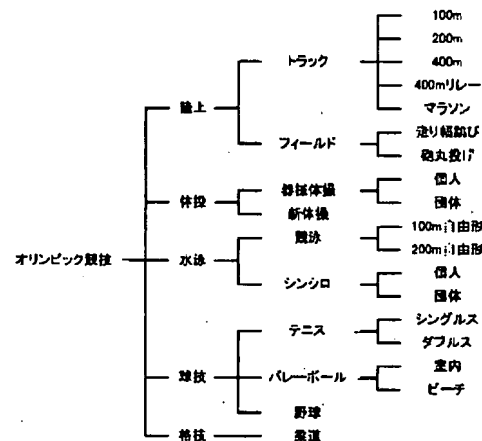 100m
200m
トラック
400m
400mリレー
陸上
マラソン
走り幅跳び
フィールド
砲丸投げ
個人
器械体操
体操
団体
新体操
100m自由形
競泳
200m自由形
オリンピック競技
水泳
個人
シンシロ
団体
シングルス
テニス
ダブルス
室内
球技
バレーボール
ビーチ
野球
格技
柔道